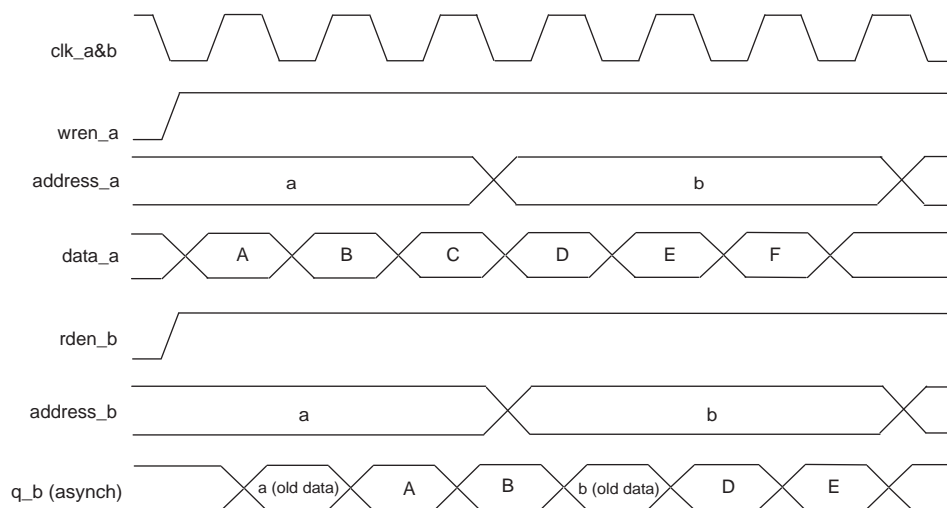 clk_a&b
wren_a
address_a a b
data_a A B C D E F
rden_b
address_b a b
q_b (asynch) a (old data) A B b (old data) D E